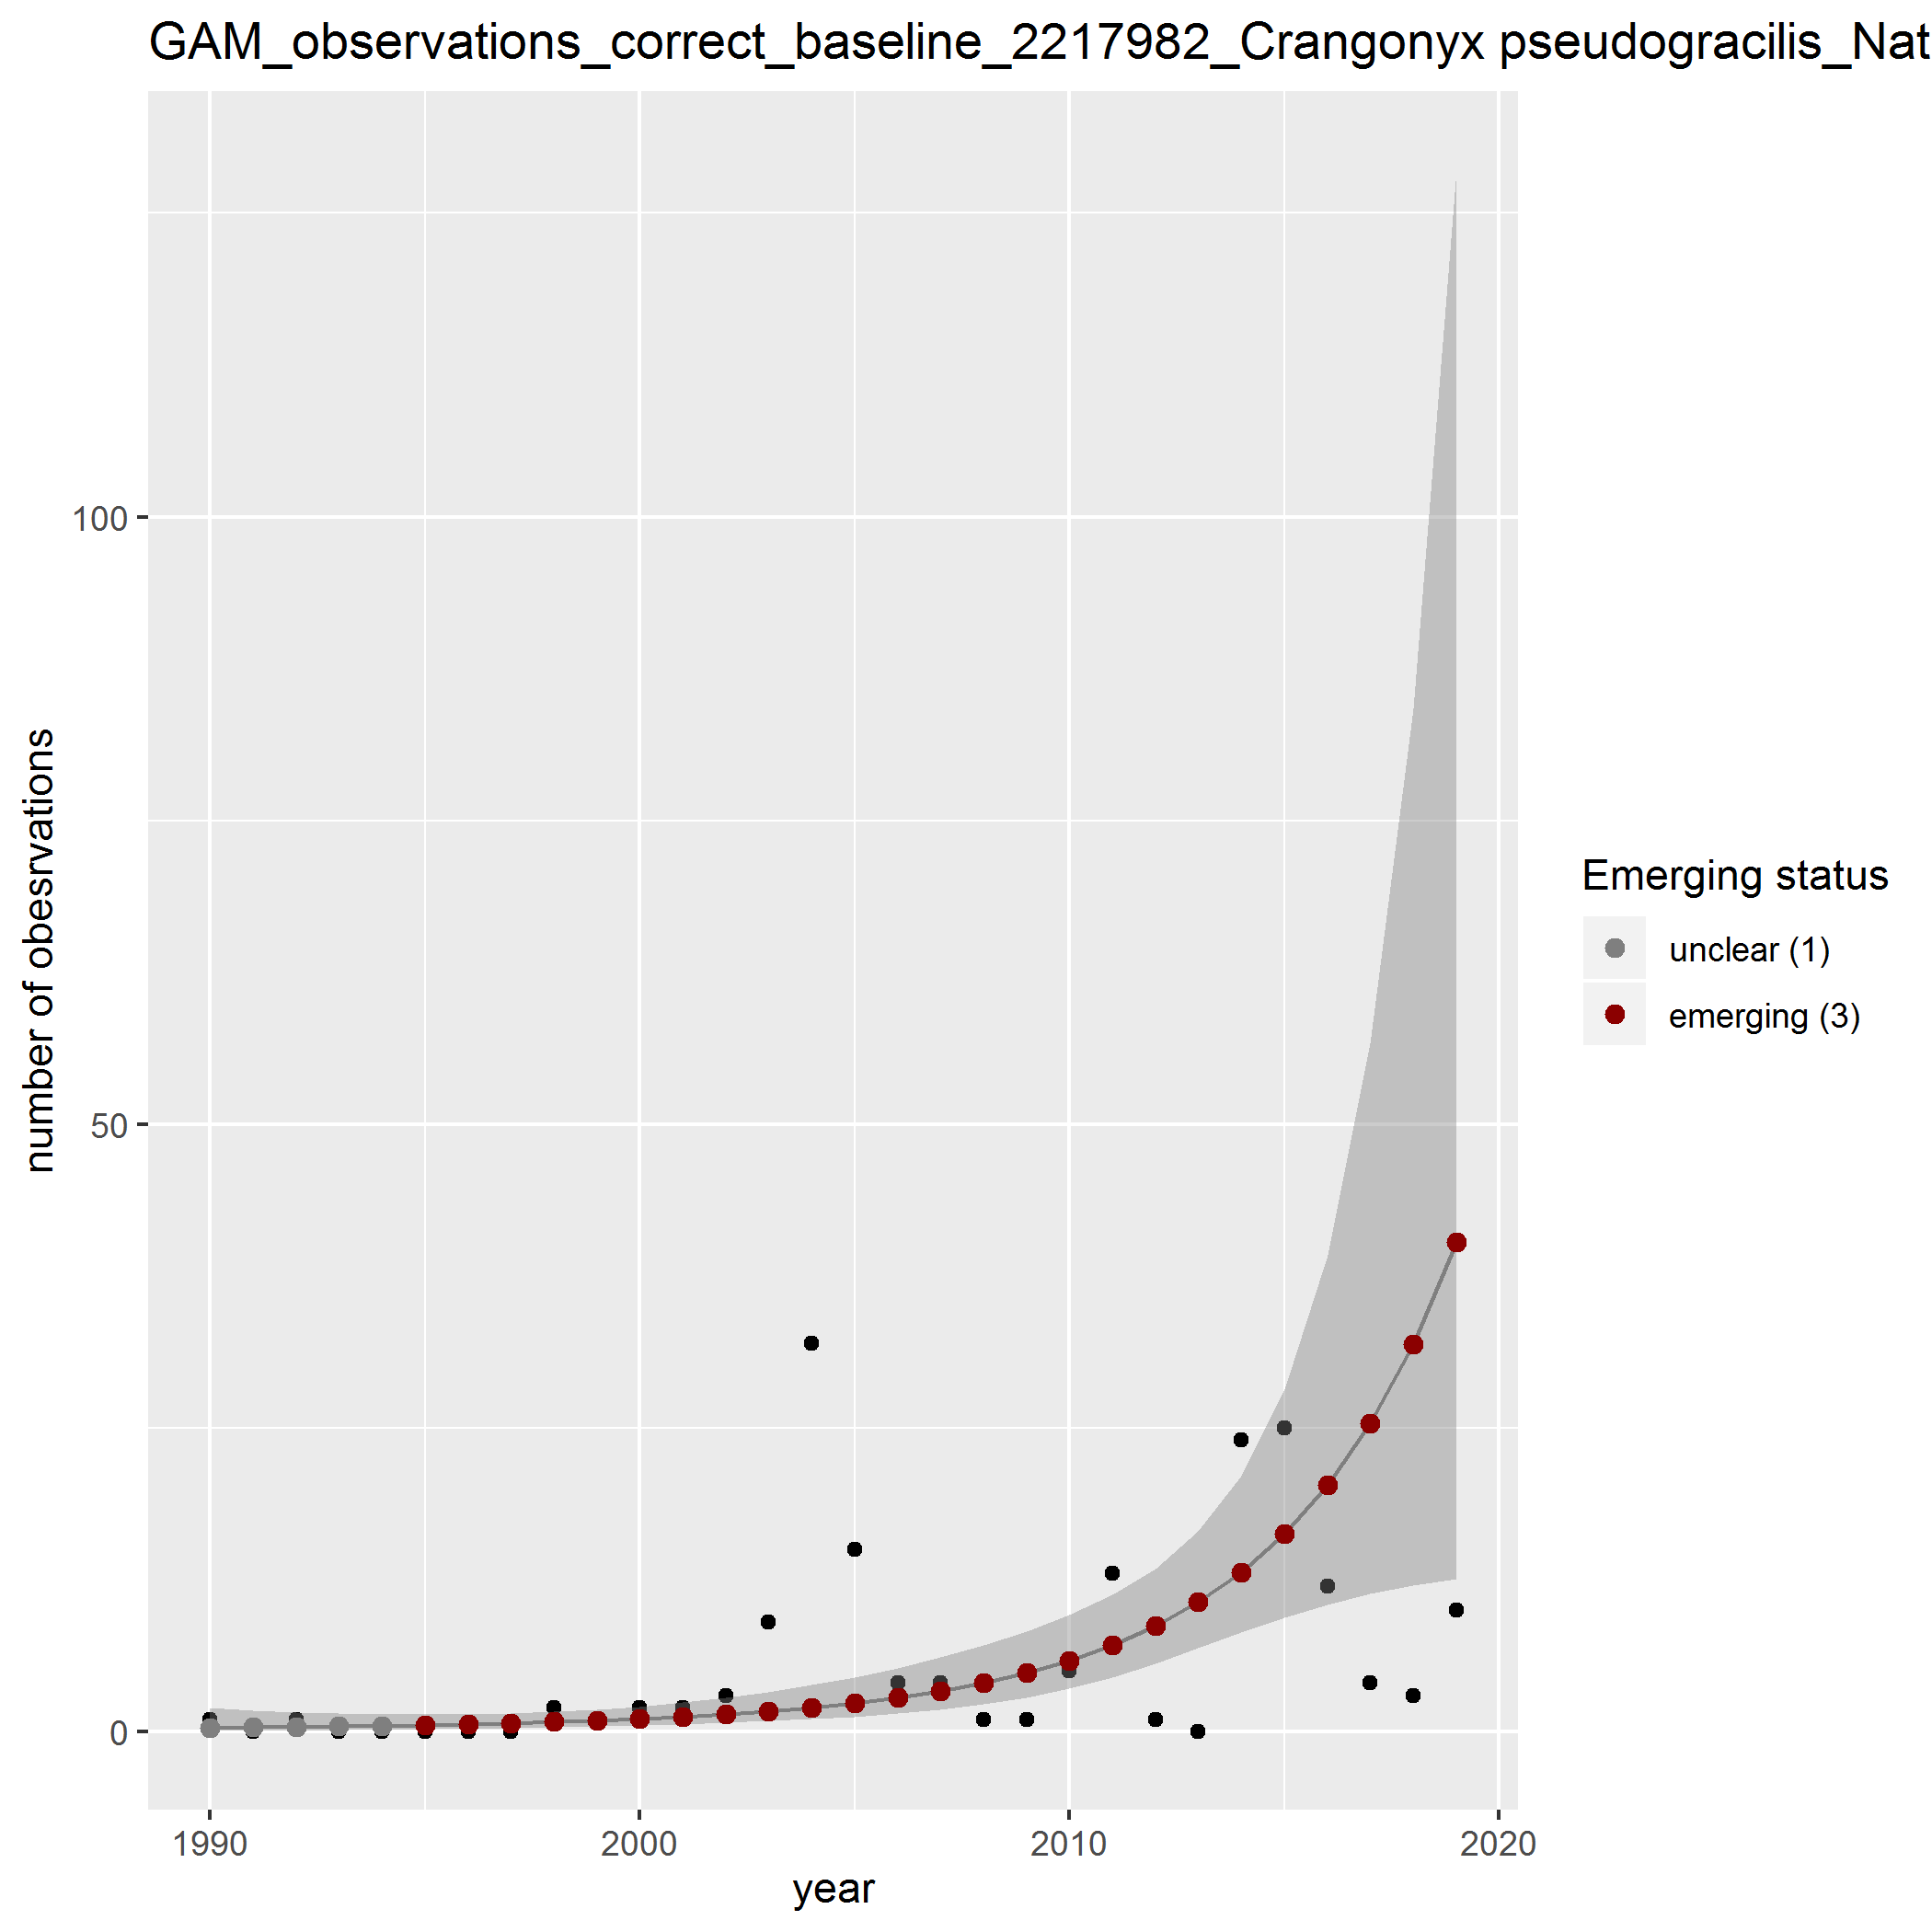 GAM_observations_correct_baseline_2217982_Crangonyx pseudogracilis_Nat
number of obesrvations
100
50
0
1990
2000
2010
2020
year
Emerging status
unclear (1)
emerging (3)